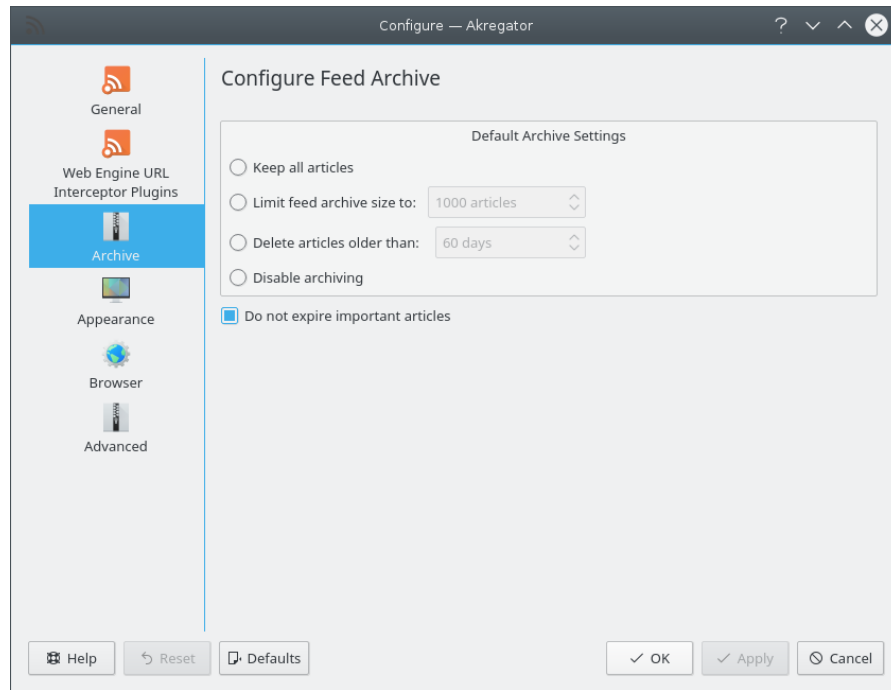 Configure — Akregator
General
Web Engine URL
Interceptor Plugins
Archive
Appearance
Browser
Advanced
Configure Feed Archive
Default Archive Settings
Keep all articles
Limit feed archive size to: 1000 articles
Delete articles older than: 60 days
Disable archiving
Do not expire important articles
Help Reset Defaults OK Apply Cancel